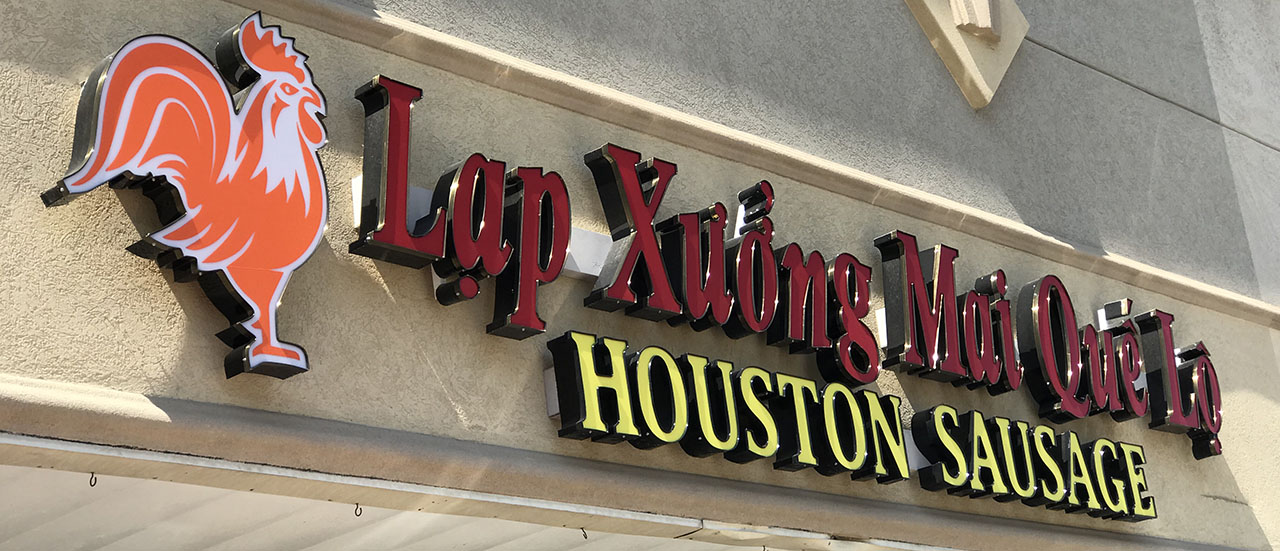 Lạp Xưởng Mai Quế Lộ
HOUSTON SAUSAGE